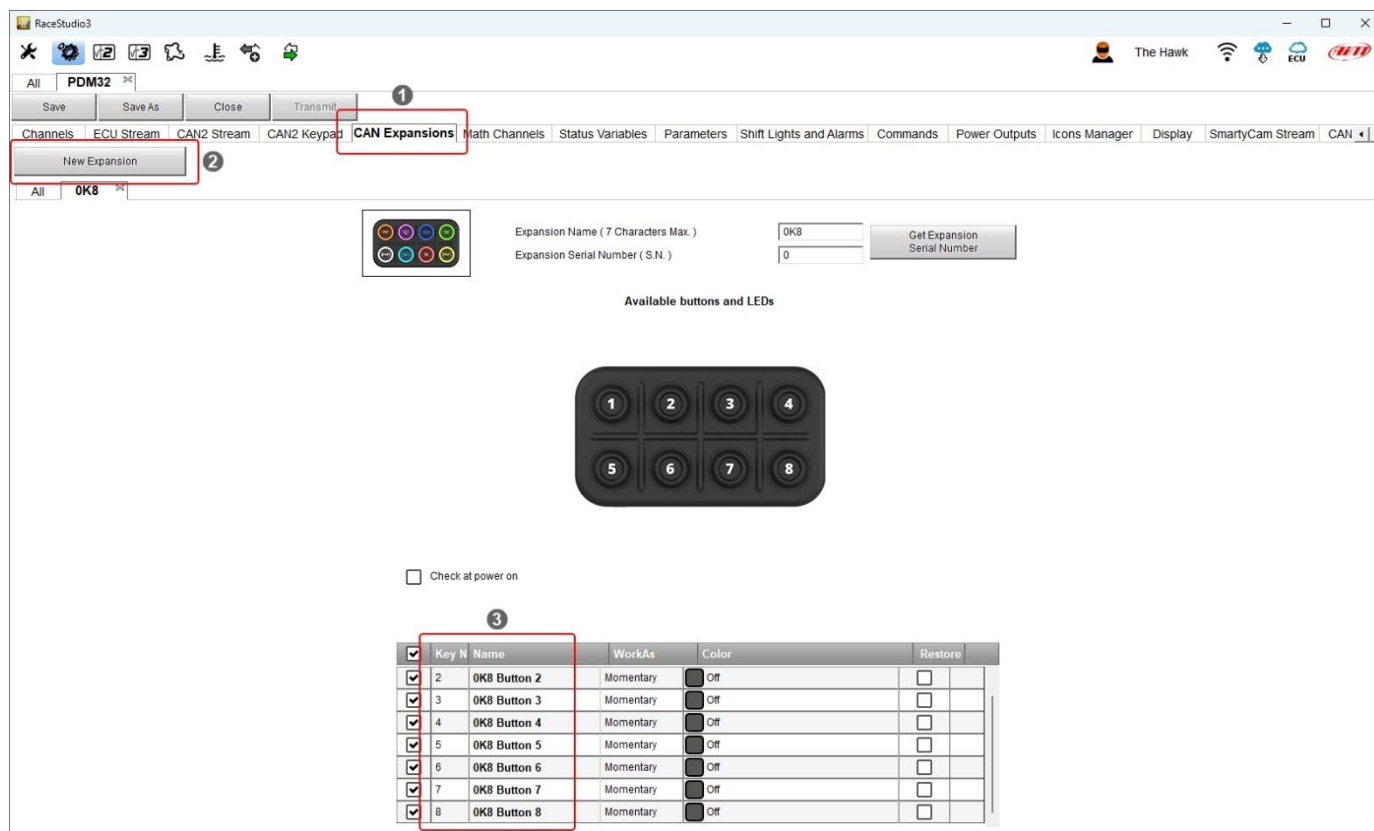 RaceStudio3
The Hawk
ECU
AiM
All PDM32
Save Save As Close Transmit
1
Channels ECU Stream CAN2 Stream CAN2 Keypad CAN Expansions Math Channels Status Variables Parameters Shift Lights and Alarms Commands Power Outputs Icons Manager Display SmartyCam Stream CAN
New Expansion 2
All 0K8
Expansion Name ( 7 Characters Max. ) 0K8
Expansion Serial Number ( S.N. ) 0
Get Expansion
Serial Number
Available buttons and LEDs
1 2 3 4
5 6 7 8
Check at power on
3
Key N Name WorkAs Color Restore
2 0K8 Button 2 Momentary Off
3 0K8 Button 3 Momentary Off
4 0K8 Button 4 Momentary Off
5 0K8 Button 5 Momentary Off
6 0K8 Button 6 Momentary Off
7 0K8 Button 7 Momentary Off
8 0K8 Button 8 Momentary Off